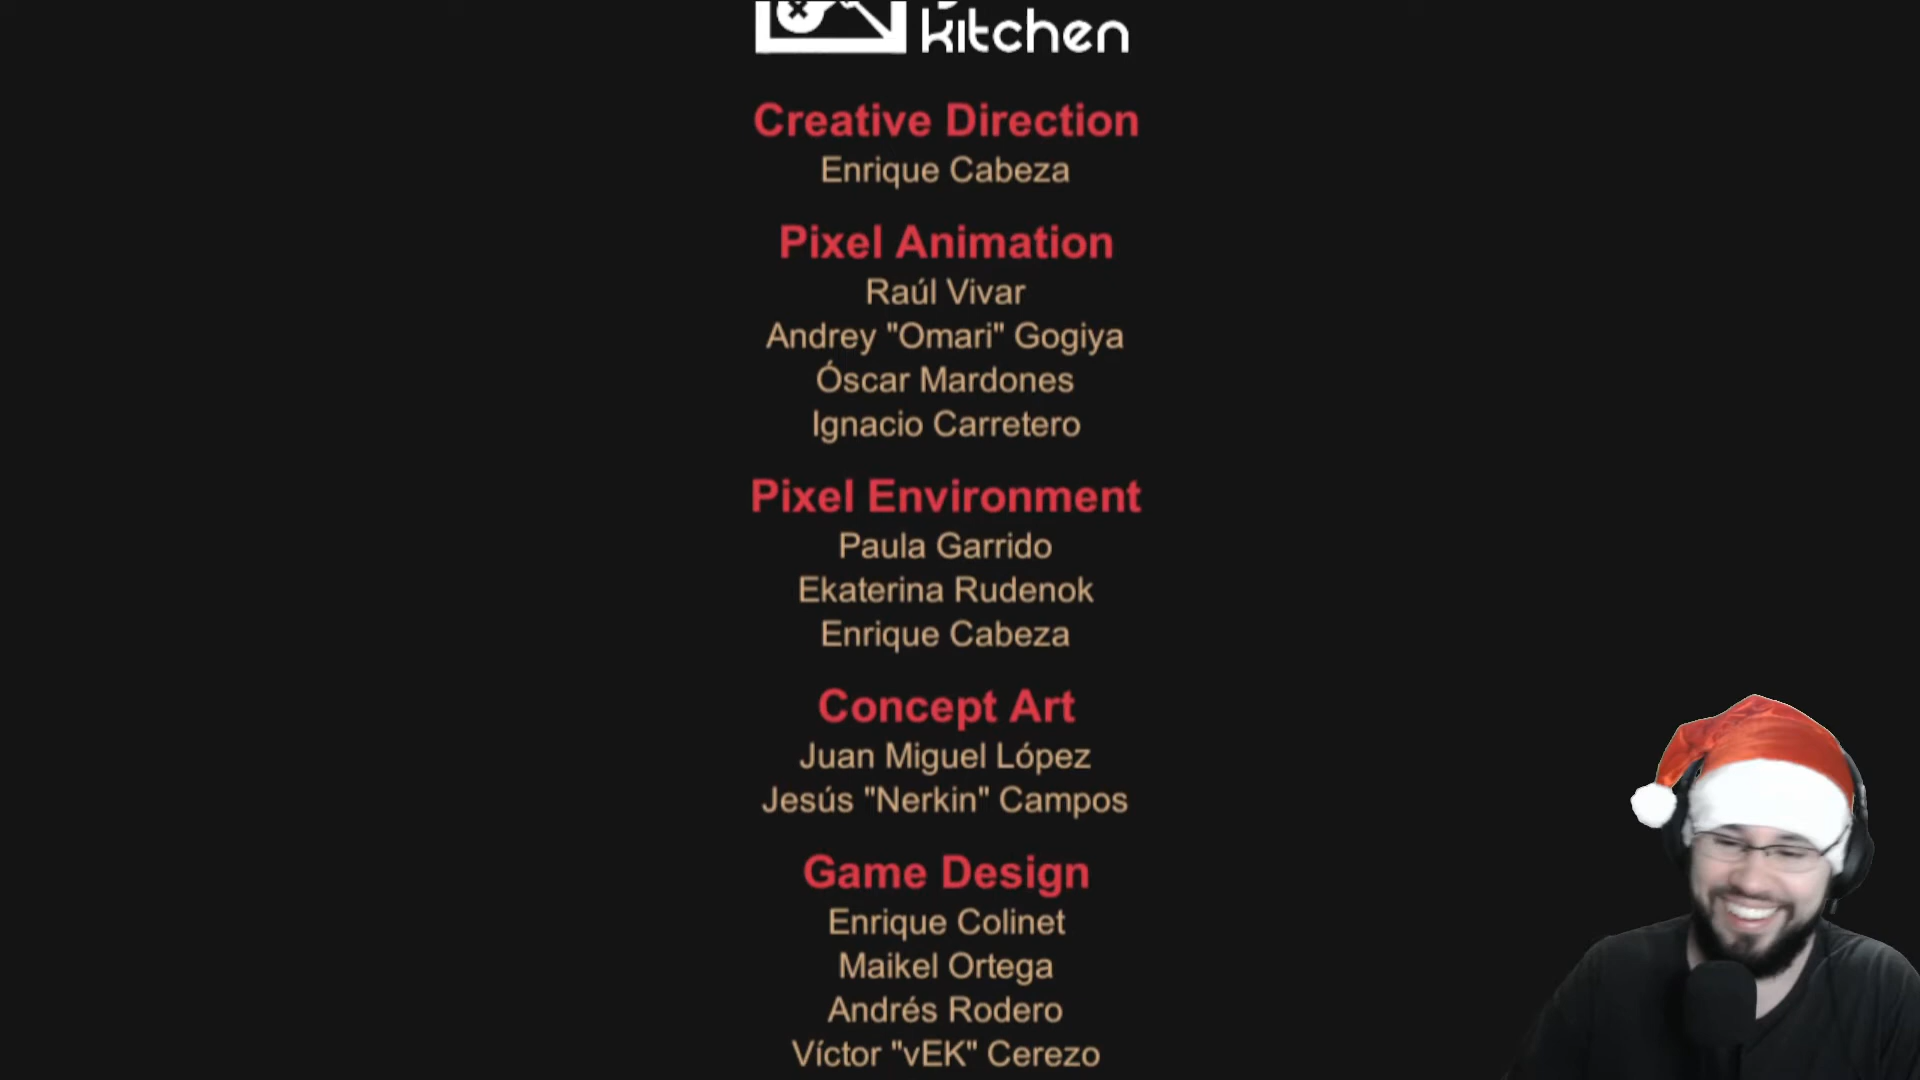 kitchen
Creative Direction
Enrique Cabeza
Pixel Animation
Raúl Vivar
Andrey "Omari" Gogiya
Óscar Mardones
Ignacio Carretero
Pixel Environment
Paula Garrido
Ekaterina Rudenok
Enrique Cabeza
Concept Art
Juan Miguel López
Jesús "Nerkin" Campos
Game Design
Enrique Colinet
Maikel Ortega
Andrés Rodero
Víctor "vEK" Cerezo